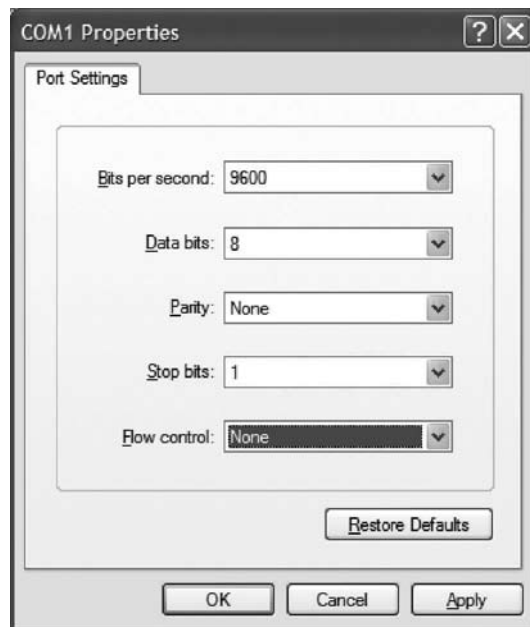 COM1 Properties
Port Settings
Bits per second: 9600
Data bits: 8
Parity: None
Stop bits: 1
Flow control: None
Restore Defaults
OK Cancel Apply